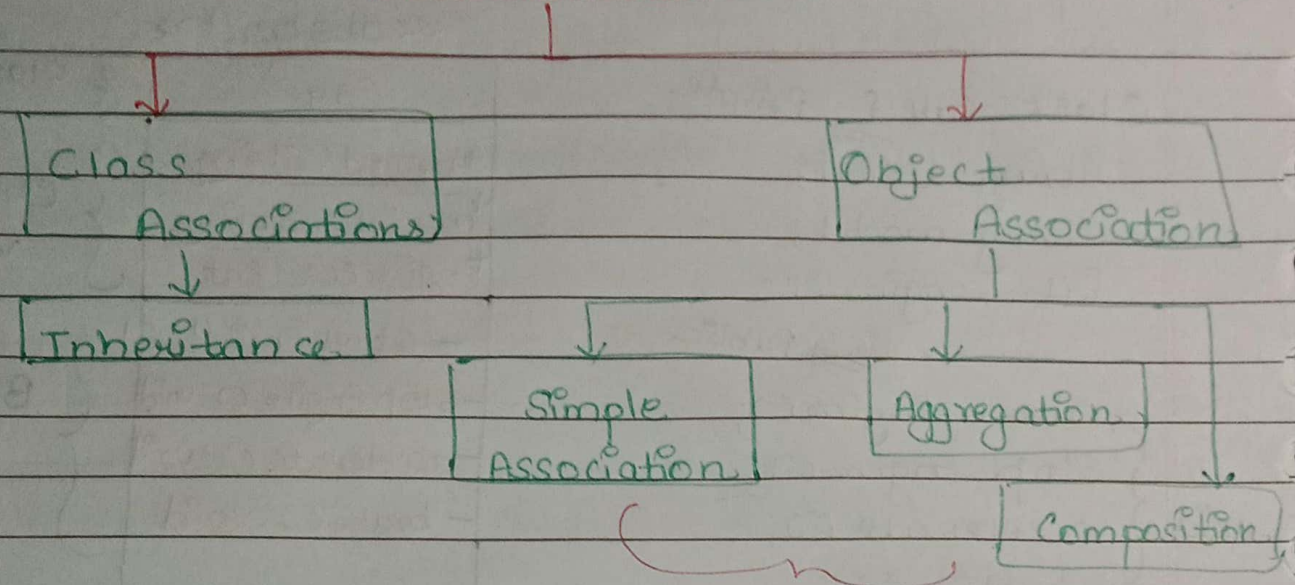 Class
Associations
Object
Association
Inheritance
Simple
Association
Aggregation
Composition